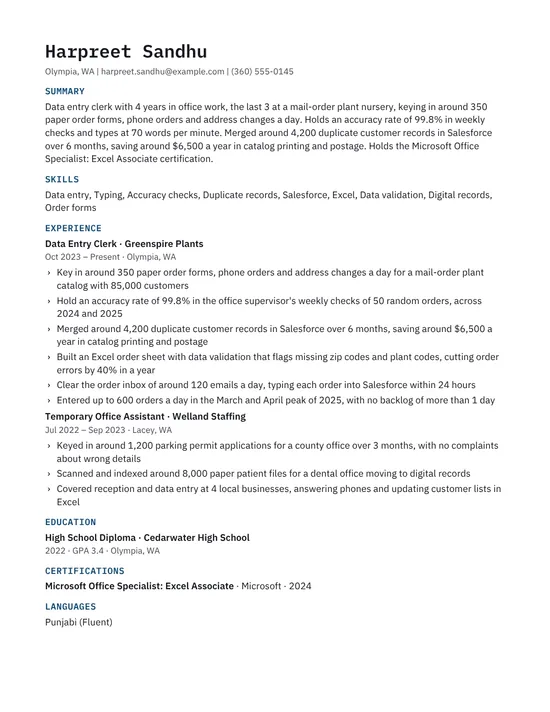 Harpreet Sandhu
Olympia, WA | harpreet.sandhu@example.com | (360) 555-0145
SUMMARY
Data entry clerk with 4 years in office work, the last 3 at a mail-order plant nursery, keying in around 350
paper order forms, phone orders and address changes a day. Holds an accuracy rate of 99.8% in weekly
checks and types at 70 words per minute. Merged around 4,200 duplicate customer records in Salesforce
over 6 months, saving around $6,500 a year in catalog printing and postage. Holds the Microsoft Office
Specialist: Excel Associate certification.
SKILLS
Data entry, Typing, Accuracy checks, Duplicate records, Salesforce, Excel, Data validation, Digital records,
Order forms
EXPERIENCE
Data Entry Clerk · Greenspire Plants
Oct 2023 – Present · Olympia, WA
› Key in around 350 paper order forms, phone orders and address changes a day for a mail-order plant
catalog with 85,000 customers
› Hold an accuracy rate of 99.8% in the office supervisor's weekly checks of 50 random orders, across
2024 and 2025
› Merged around 4,200 duplicate customer records in Salesforce over 6 months, saving around $6,500 a
year in catalog printing and postage
› Built an Excel order sheet with data validation that flags missing zip codes and plant codes, cutting order
errors by 40% in a year
› Clear the order inbox of around 120 emails a day, typing each order into Salesforce within 24 hours
› Entered up to 600 orders a day in the March and April peak of 2025, with no backlog of more than 1 day
Temporary Office Assistant · Welland Staffing
Jul 2022 – Sep 2023 · Lacey, WA
› Keyed in around 1,200 parking permit applications for a county office over 3 months, with no complaints
about wrong details
› Scanned and indexed around 8,000 paper patient files for a dental office moving to digital records
› Covered reception and data entry at 4 local businesses, answering phones and updating customer lists in
Excel
EDUCATION
High School Diploma · Cedarwater High School
2022 · GPA 3.4 · Olympia, WA
CERTIFICATIONS
Microsoft Office Specialist: Excel Associate · Microsoft · 2024
LANGUAGES
Punjabi (Fluent)